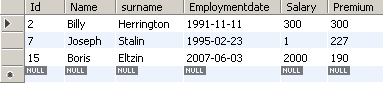 Id Name surname Employmentdate Salary Premium
2 Billy Herrington 1991-11-11 300 300
7 Joseph Stalin 1995-02-23 1 227
15 Boris Eltzin 2007-06-03 2000 190
NULL NULL NULL NULL NULL NULL